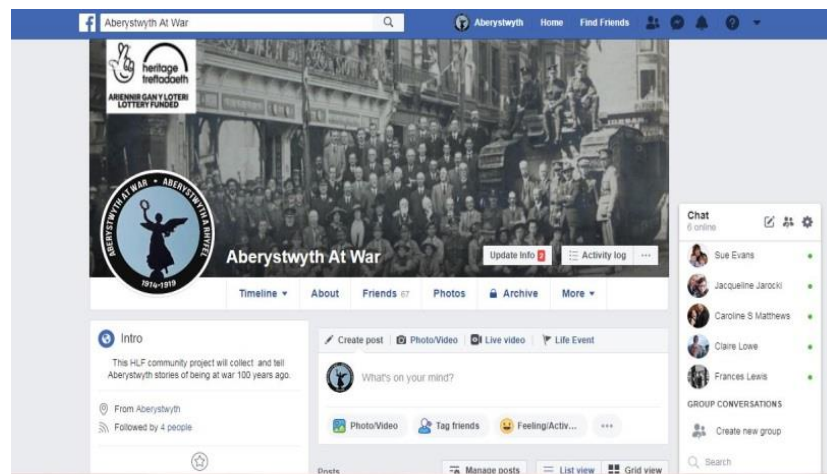 Aberystwyth At War
Aberystwyth Home Find Friends
heritage
treftadaeth
ARIENNIR GAN Y LOTERI
LOTTERY FUNDED
ABERYSTWYTH AT WAR • ABERYSTWYTH A RHYFEL
1914-1919
Aberystwyth At War
Update Info 2
Activity log
Timeline
About
Friends 67
Photos
Archive
More
Intro
This HLF community project will collect and tell
Aberystwyth stories of being at war 100 years ago.
From Aberystwyth
Followed by 4 people
Create post
Photo/Video
Live video
Life Event
What's on your mind?
Photo/Video
Tag friends
Feeling/Activ...
Posts
Manage posts
List view
Grid view
Chat
6 online
Sue Evans
Jacqueline Jarocki
Caroline S Matthews
Claire Lowe
Frances Lewis
GROUP CONVERSATIONS
Create new group
Search